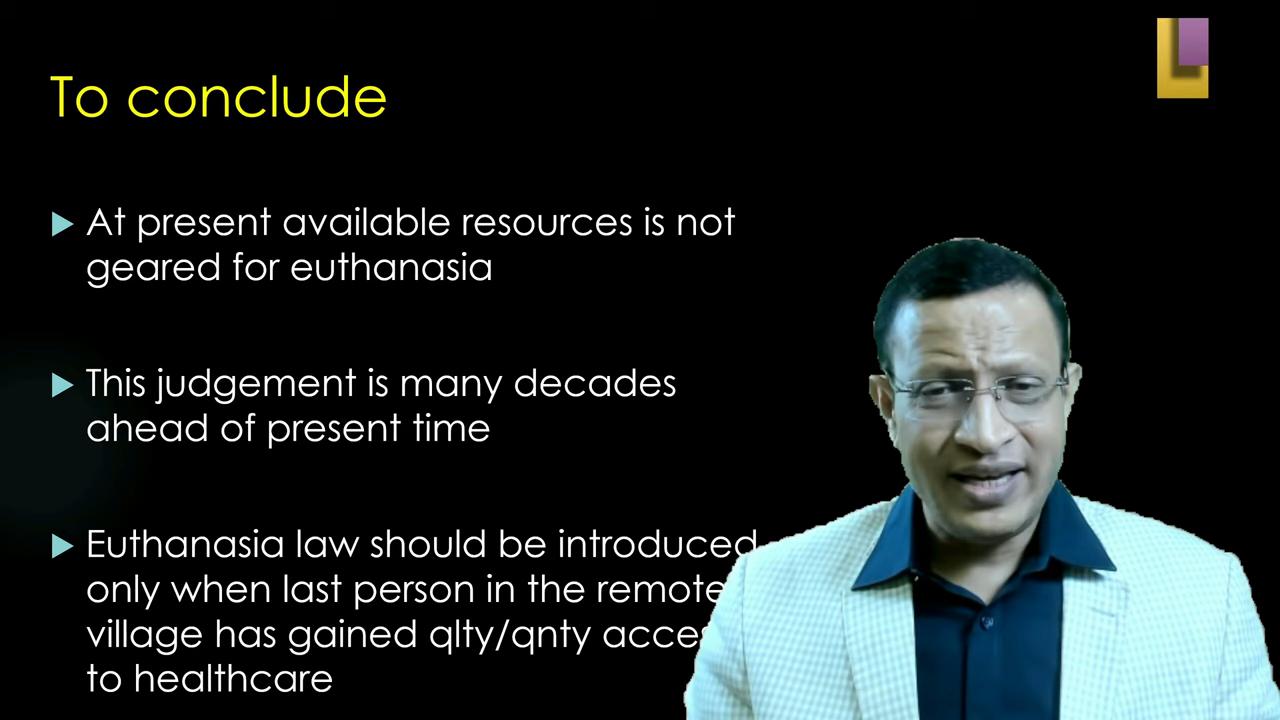 To conclude
At present available resources is not
geared for euthanasia
This judgement is many decades
ahead of present time
Euthanasia law should be introduced
only when last person in the remote
village has gained qlty/qnty
to healthcare